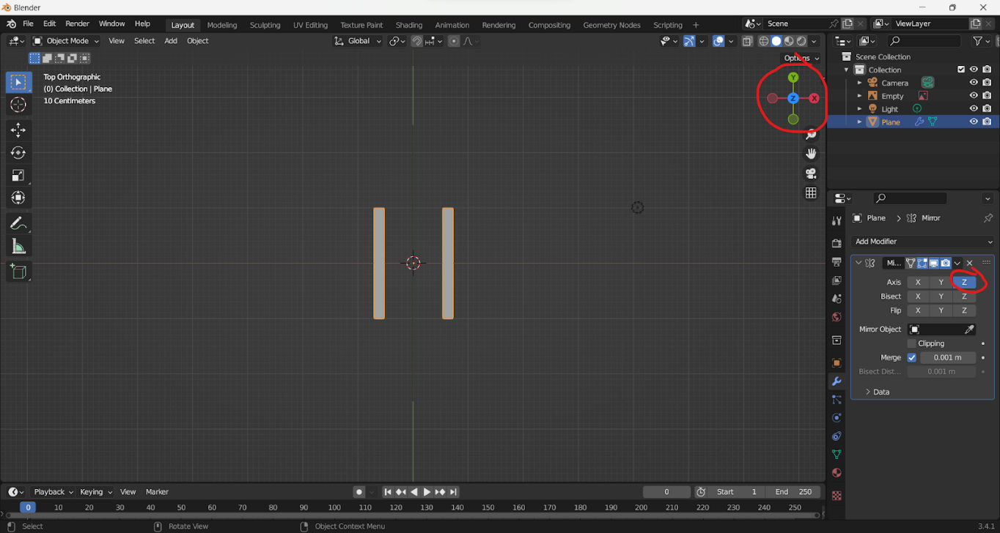 Blender
File Edit Render Window Help Layout Modeling Sculpting UV Editing Texture Paint Shading Animation Rendering Compositing Geometry Nodes Scripting + Scene ViewLayer
Object Mode View Select Add Object Global
Options
Scene Collection
Collection
Camera
Empty
Light
Plane
Top Orthographic
(0) Collection | Plane
10 Centimeters
Y
Z X
Plane > Mirror
Add Modifier
Mi...
Axis X Y Z
Bisect X Y Z
Flip X Y Z
Mirror Object
Clipping
Merge 0.001 m
Bisect Dist... 0.001 m
Data
Playback Keying View Marker 0 Start 1 End 250
0 10 20 30 40 50 60 70 80 90 100 110 120 130 140 150 160 170 180 190 200 210 220 230 240 250
Select Rotate View Object Context Menu 3.4.1